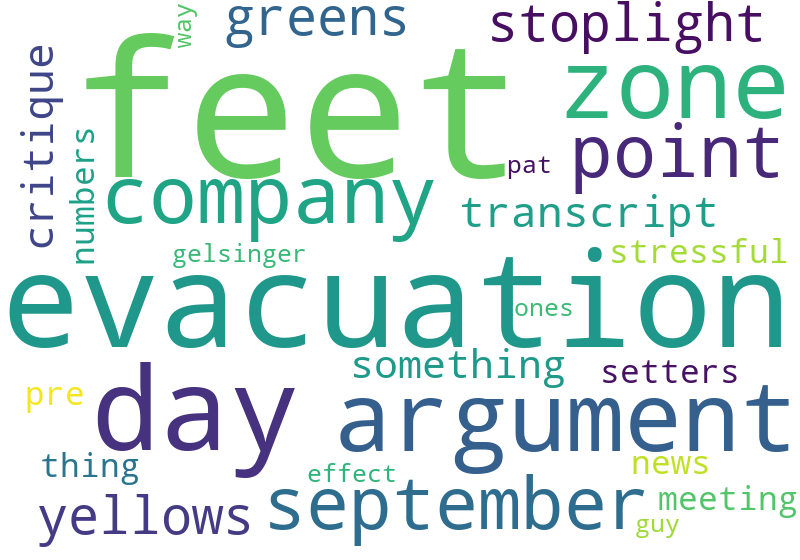 way
greens
stoplight
critique
feet
zone
numbers
pat
point
company
transcript
gelsinger
stressful
evacuation
ones
something
setters
pre
day
argument
thing
effect
news
yellows
september
meeting
guy